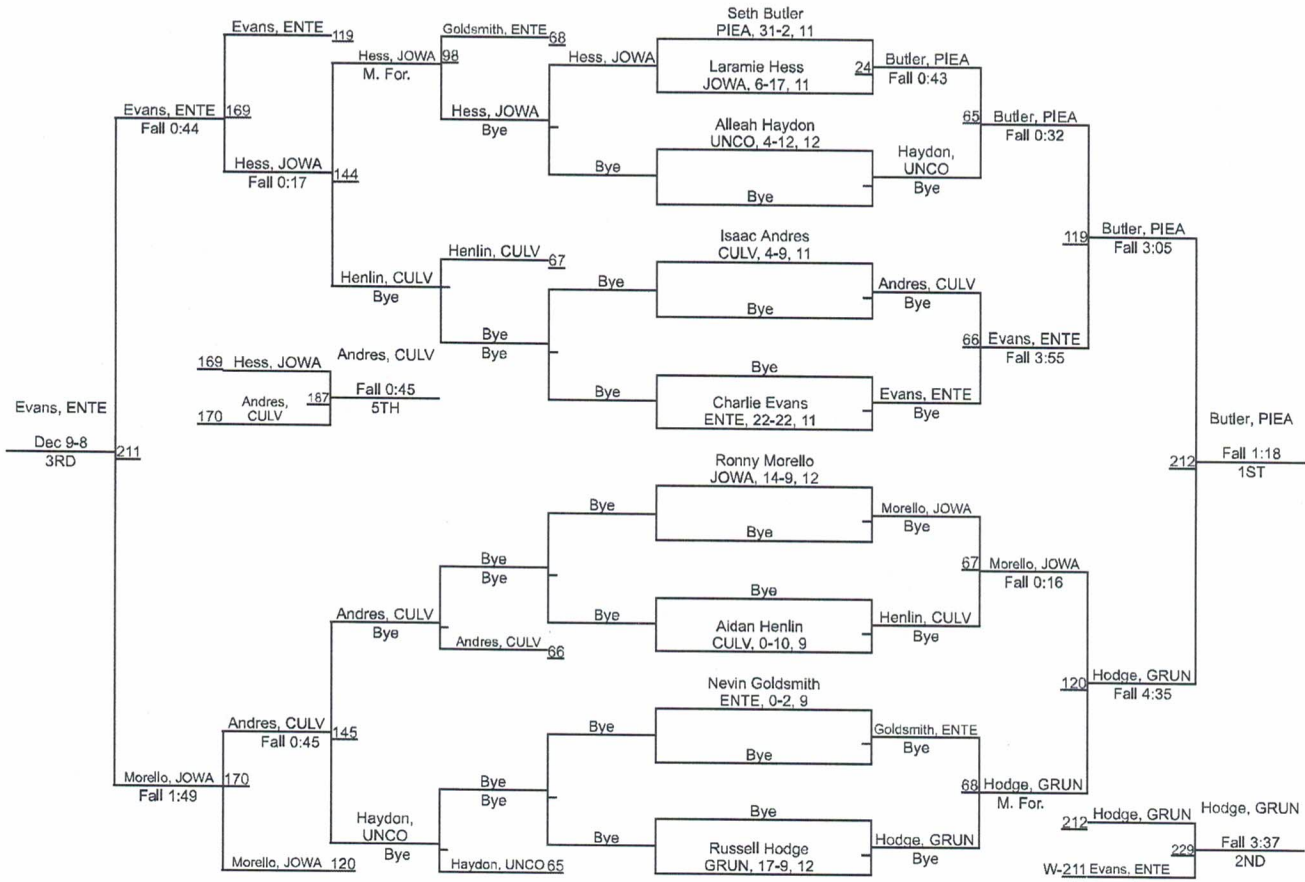 Evans, ENTE
119
Evans, ENTE
169
Fall 0:44
Hess, JOWA
144
Fall 0:17
Hess, JOWA
98
M. For.
Goldsmith, ENTE
68
Hess, JOWA
Bye
Hess, JOWA
Bye
Henlin, CULV
Bye
Henlin, CULV
67
Bye
Bye
Bye
Bye
169 Hess, JOWA
Andres, CULV
187
Fall 0:45
5TH
170
Andres,
CULV
Evans, ENTE
Dec 9-8
211
3RD
Bye
Bye
Bye
Bye
Andres, CULV
Bye
Andres, CULV
66
Andres, CULV
145
Fall 0:45
Morello, JOWA
170
Fall 1:49
Haydon,
UNCO
Bye
Bye
Bye
Bye
Bye
Haydon, UNCO 65
Morello, JOWA 120
Seth Butler
PIEA, 31-2, 11
Laramie Hess
JOWA, 6-17, 11
24
Butler, PIEA
Fall 0:43
Alleah Haydon
UNCO, 4-12, 12
Bye
Haydon,
UNCO
Bye
65
Butler, PIEA
Fall 0:32
Isaac Andres
CULV, 4-9, 11
Bye
Andres, CULV
Bye
Bye
Charlie Evans
ENTE, 22-22, 11
Evans, ENTE
Bye
66
Evans, ENTE
Fall 3:55
119
Butler, PIEA
Fall 3:05
Ronny Morello
JOWA, 14-9, 12
Bye
Morello, JOWA
Bye
Bye
Aidan Henlin
CULV, 0-10, 9
Henlin, CULV
Bye
67
Morello, JOWA
Fall 0:16
Nevin Goldsmith
ENTE, 0-2, 9
Bye
Goldsmith, ENTE
Bye
Bye
Russell Hodge
GRUN, 17-9, 12
Hodge, GRUN
Bye
68
Hodge, GRUN
M. For.
120
Hodge, GRUN
Fall 4:35
Butler, PIEA
212
Fall 1:18
1ST
212
Hodge, GRUN
Hodge, GRUN
229
Fall 3:37
2ND
W-211 Evans, ENTE